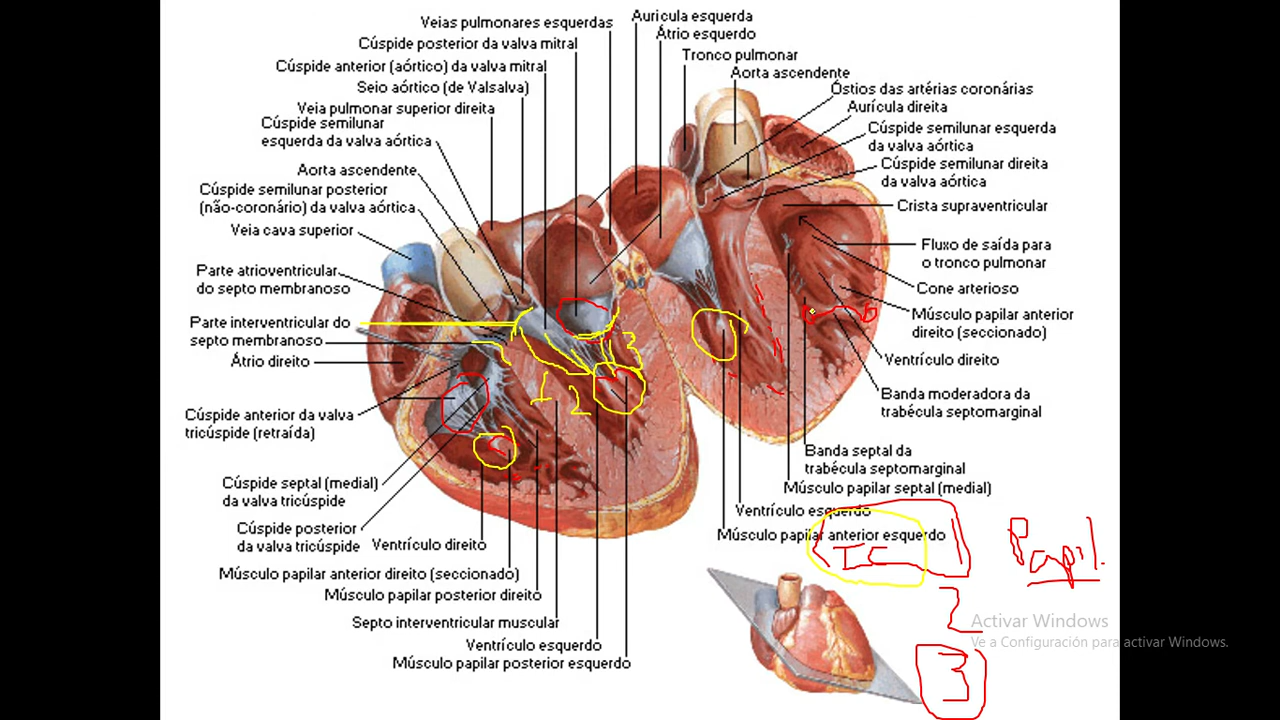 Veias pulmonares esquerdas
Cúspide posterior da valva mitral
Cúspide anterior (aórtico) da valva mitral
Seio aórtico (de Valsalva)
Veia pulmonar superior direita
Cúspide semilunar
esquerda da valva aórtica
Aorta ascendente
Cúspide semilunar posterior
(não-coronário) da valva aórtica
Veia cava superior
Parte atrioventricular
do septo membranoso
Parte interventricular do
septo membranoso
Átrio direito
Cúspide anterior da valva
tricúspide (retraída)
Cúspide septal (medial)
da valva tricúspide
Cúspide posterior
da valva tricúspide
Ventrículo direito
Músculo papilar anterior direito (seccionado)
Músculo papilar posterior direito
Septo interventricular muscular
Ventrículo esquerdo
Músculo papilar posterior esquerdo
Auricula esquerda
Átrio esquerdo
Tronco pulmonar
Aorta ascendente
Óstios das artérias coronárias
Aurícula direita
Cúspide semilunar esquerda
da valva aórtica
Cúspide semilunar direita
da valva aórtica
Crista supraventricular
Fluxo de saída para
o tronco pulmonar
Cone arterioso
Músculo papilar anterior
direito (seccionado)
Ventrículo direito
Banda moderadora da
trabécula septomarginal
Banda septal da
trabécula septomarginal
Músculo papilar septal (medial)
Ventrículo esquerdo
Músculo papilar anterior esquerdo
1 2 3
IC
Papil.
2
3
Activar Windows
Ve a Configuración para activar Windows.